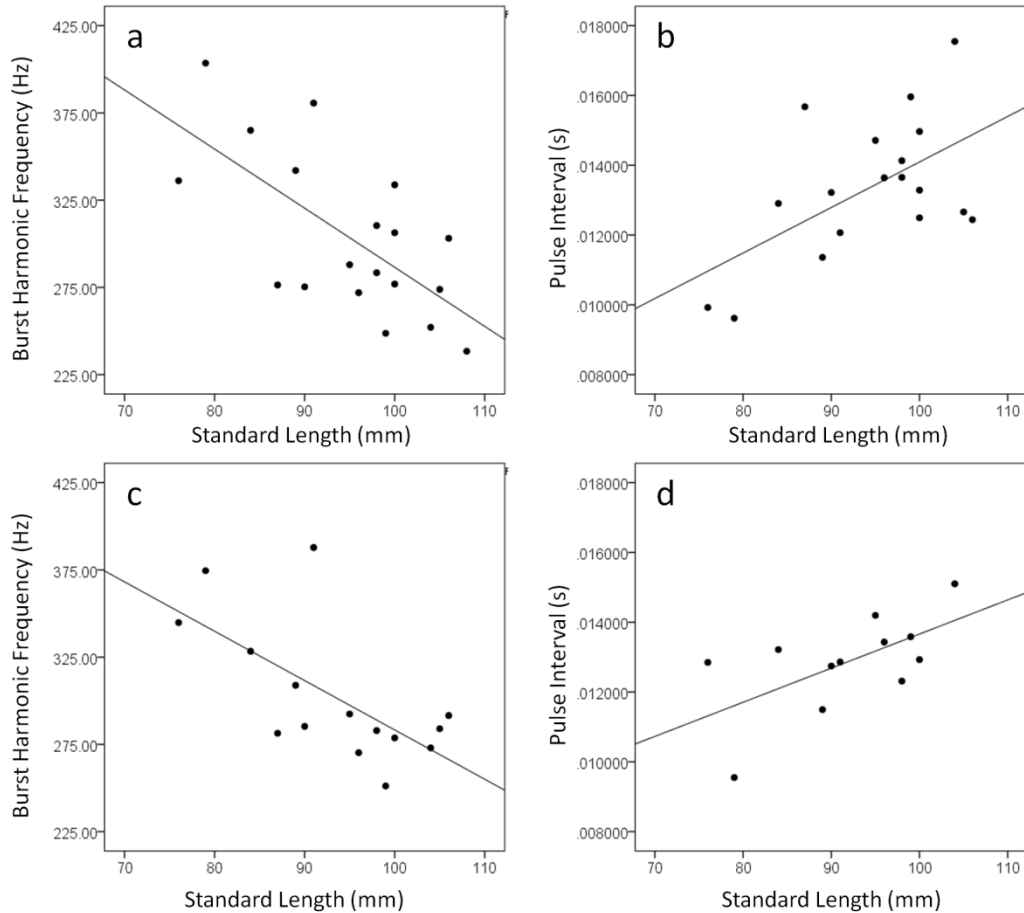 a
Burst Harmonic Frequency (Hz)
425.00
375.00
325.00
275.00
225.00
70 80 90 100 110
Standard Length (mm)
b
Pulse Interval (s)
.018000
.016000
.014000
.012000
.010000
.008000
70 80 90 100 110
Standard Length (mm)
c
Burst Harmonic Frequency (Hz)
425.00
375.00
325.00
275.00
225.00
70 80 90 100 110
Standard Length (mm)
d
Pulse Interval (s)
.018000
.016000
.014000
.012000
.010000
.008000
70 80 90 100 110
Standard Length (mm)